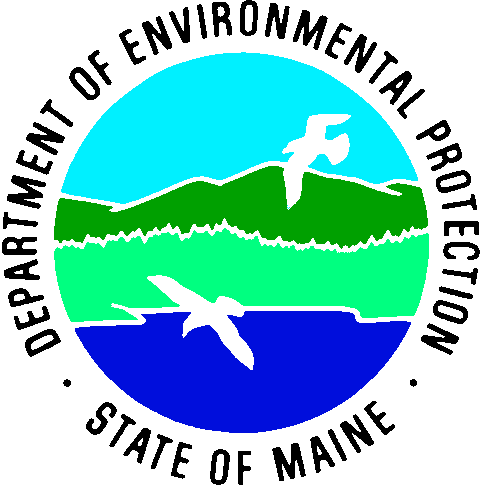 DEPARTMENT OF ENVIRONMENTAL PROTECTION
· STATE OF MAINE ·